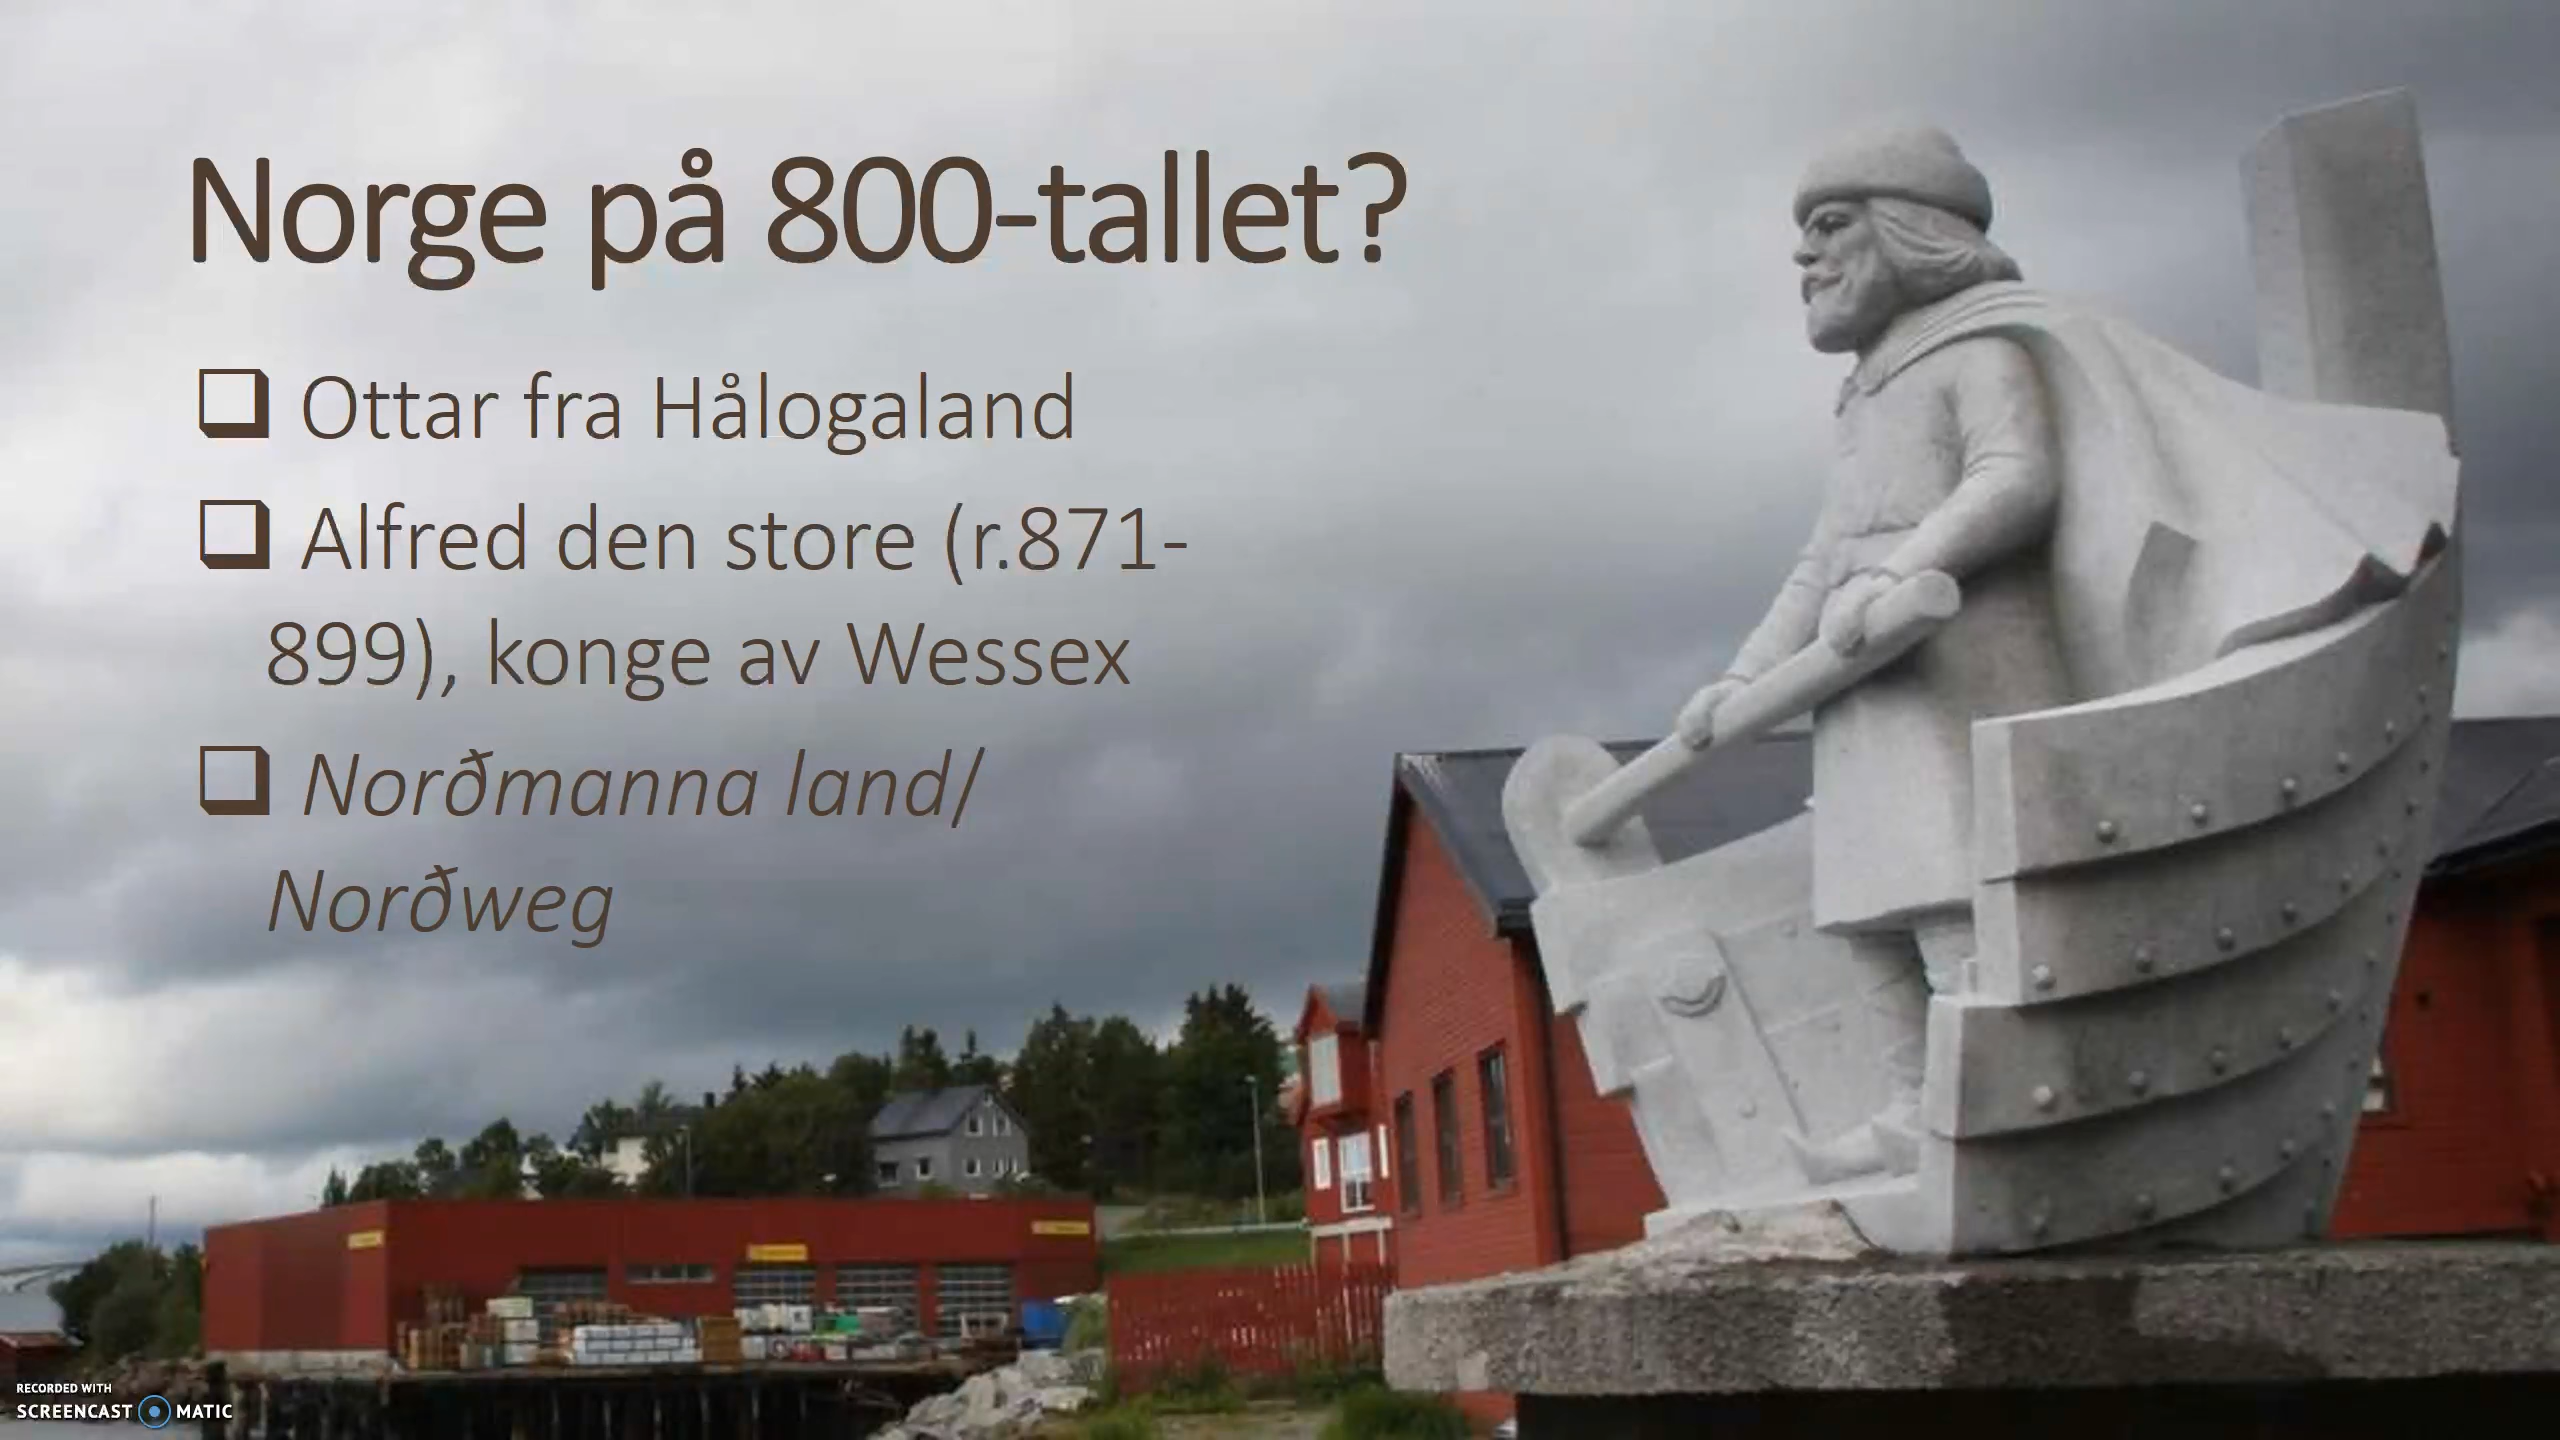 Norge på 800-tallet?
❑ Ottar fra Hålogaland
❑ Alfred den store (r.871-
899), konge av Wessex
❑ Norðmanna land/
Norðweg
RECORDED WITH
SCREENCAST MATIC